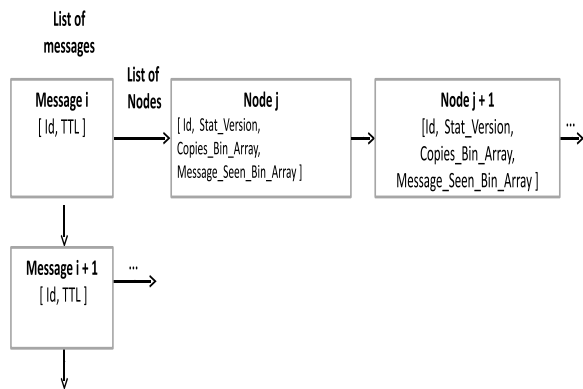 List of
messages
Message i
[ Id, TTL ]
List of
Nodes
Node j
[ Id, Stat_Version,
Copies_Bin_Array,
Message_Seen_Bin_Array ]
Node j + 1
[Id, Stat_Version,
Copies_Bin_Array,
Message_Seen_Bin_Array ]
...
Message i + 1
[ Id, TTL ]
...